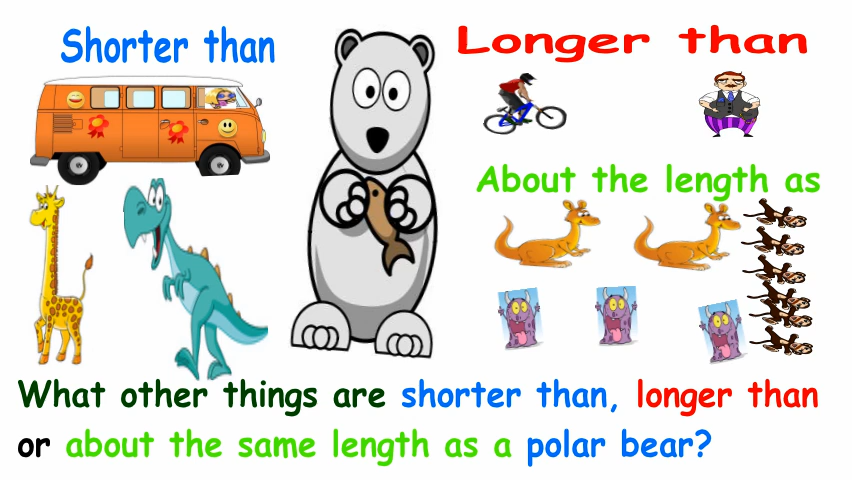 Shorter than
Longer than
About the length as
What other things are shorter than, longer than
or about the same length as a polar bear?